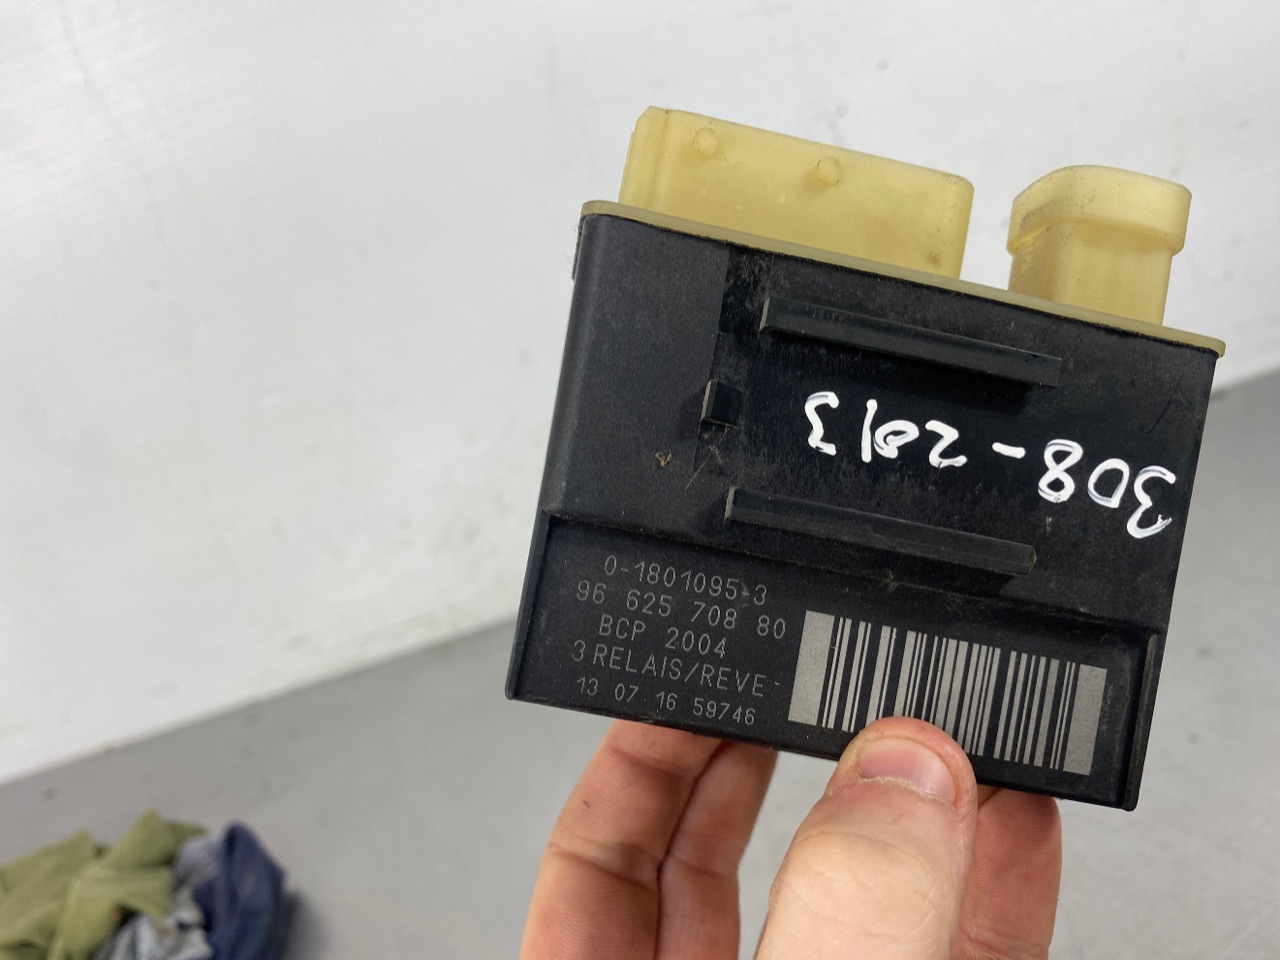 308-2013
0-1801095-3
96 625 708 80
BCP 2004
3 RELAIS/REVE-
13 07 16 59746